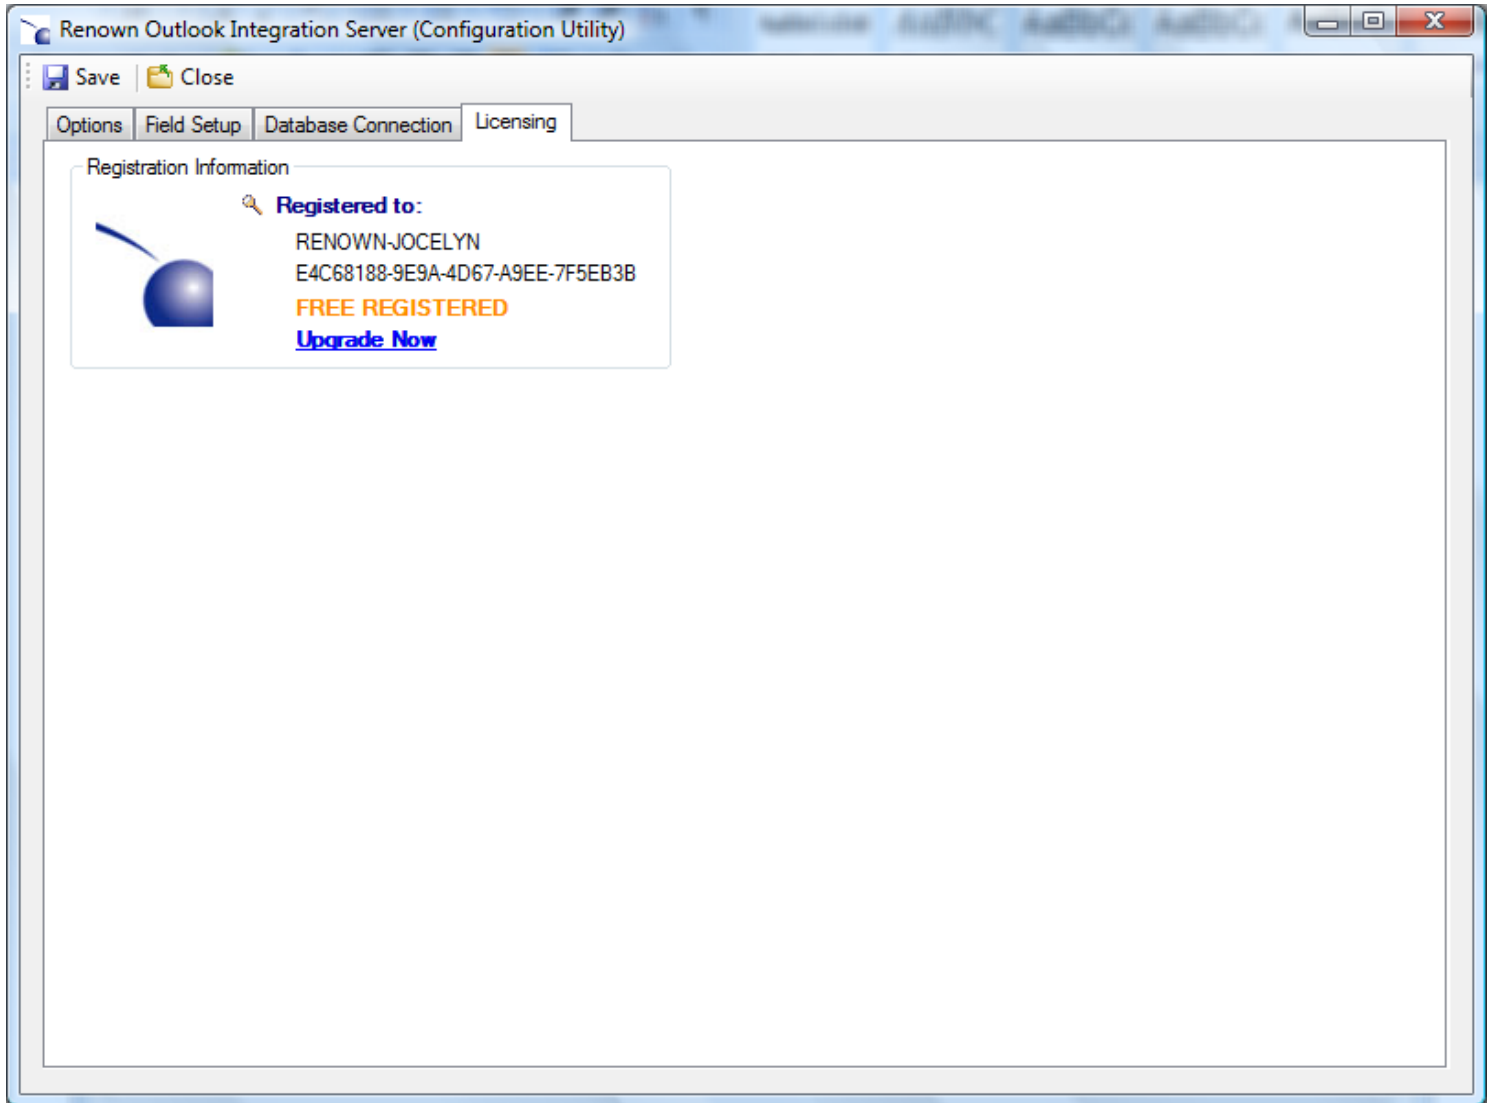 Renown Outlook Integration Server (Configuration Utility)
Save Close
Options Field Setup Database Connection Licensing
Registration Information
Registered to:
RENOWN-JOCELYN
E4C68188-9E9A-4D67-A9EE-7F5EB3B
FREE REGISTERED
Upgrade Now